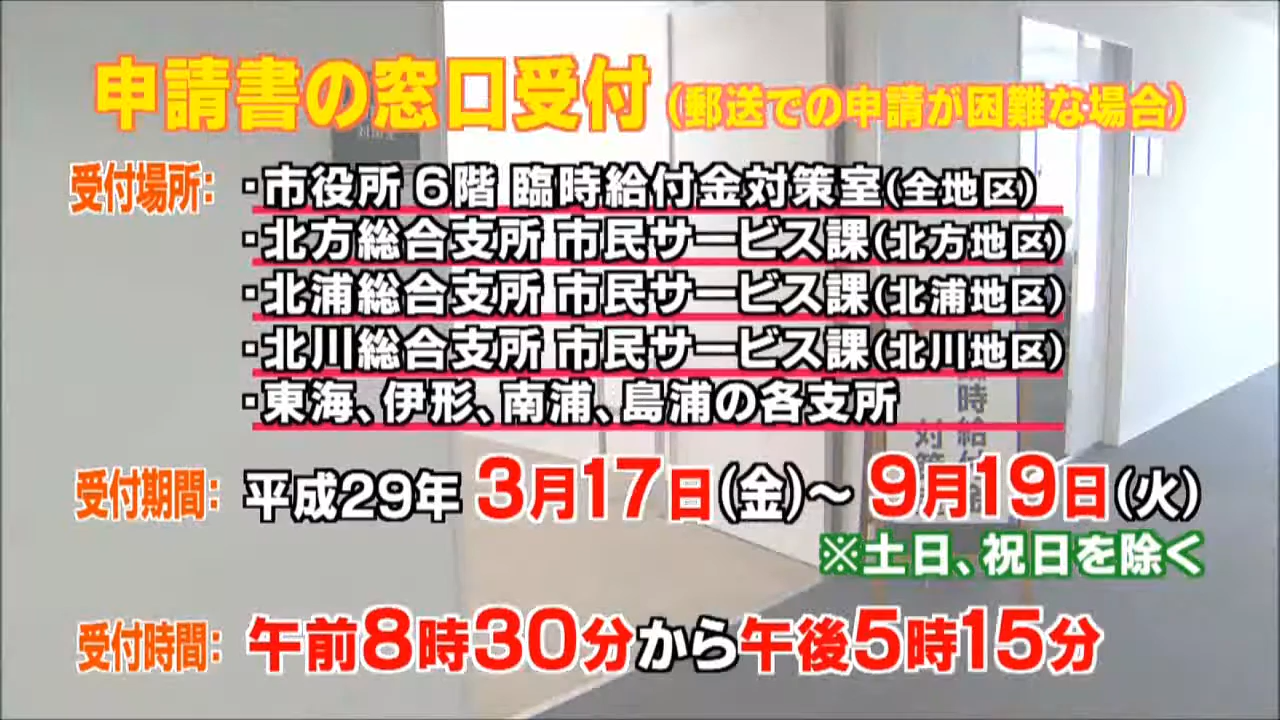 申請書の窓口受付(郵送での申請が困難な場合)
受付場所:・市役所 6階 臨時給付金対策室(全地区)
・北方総合支所 市民サービス課(北方地区)
・北浦総合支所 市民サービス課(北浦地区)
・北川総合支所 市民サービス課(北川地区)
・東海、伊形、南浦、島浦の各支所
受付期間:平成29年 3月17日(金)~ 9月19日(火)
※土日、祝日を除く
受付時間:午前8時30分から午後5時15分